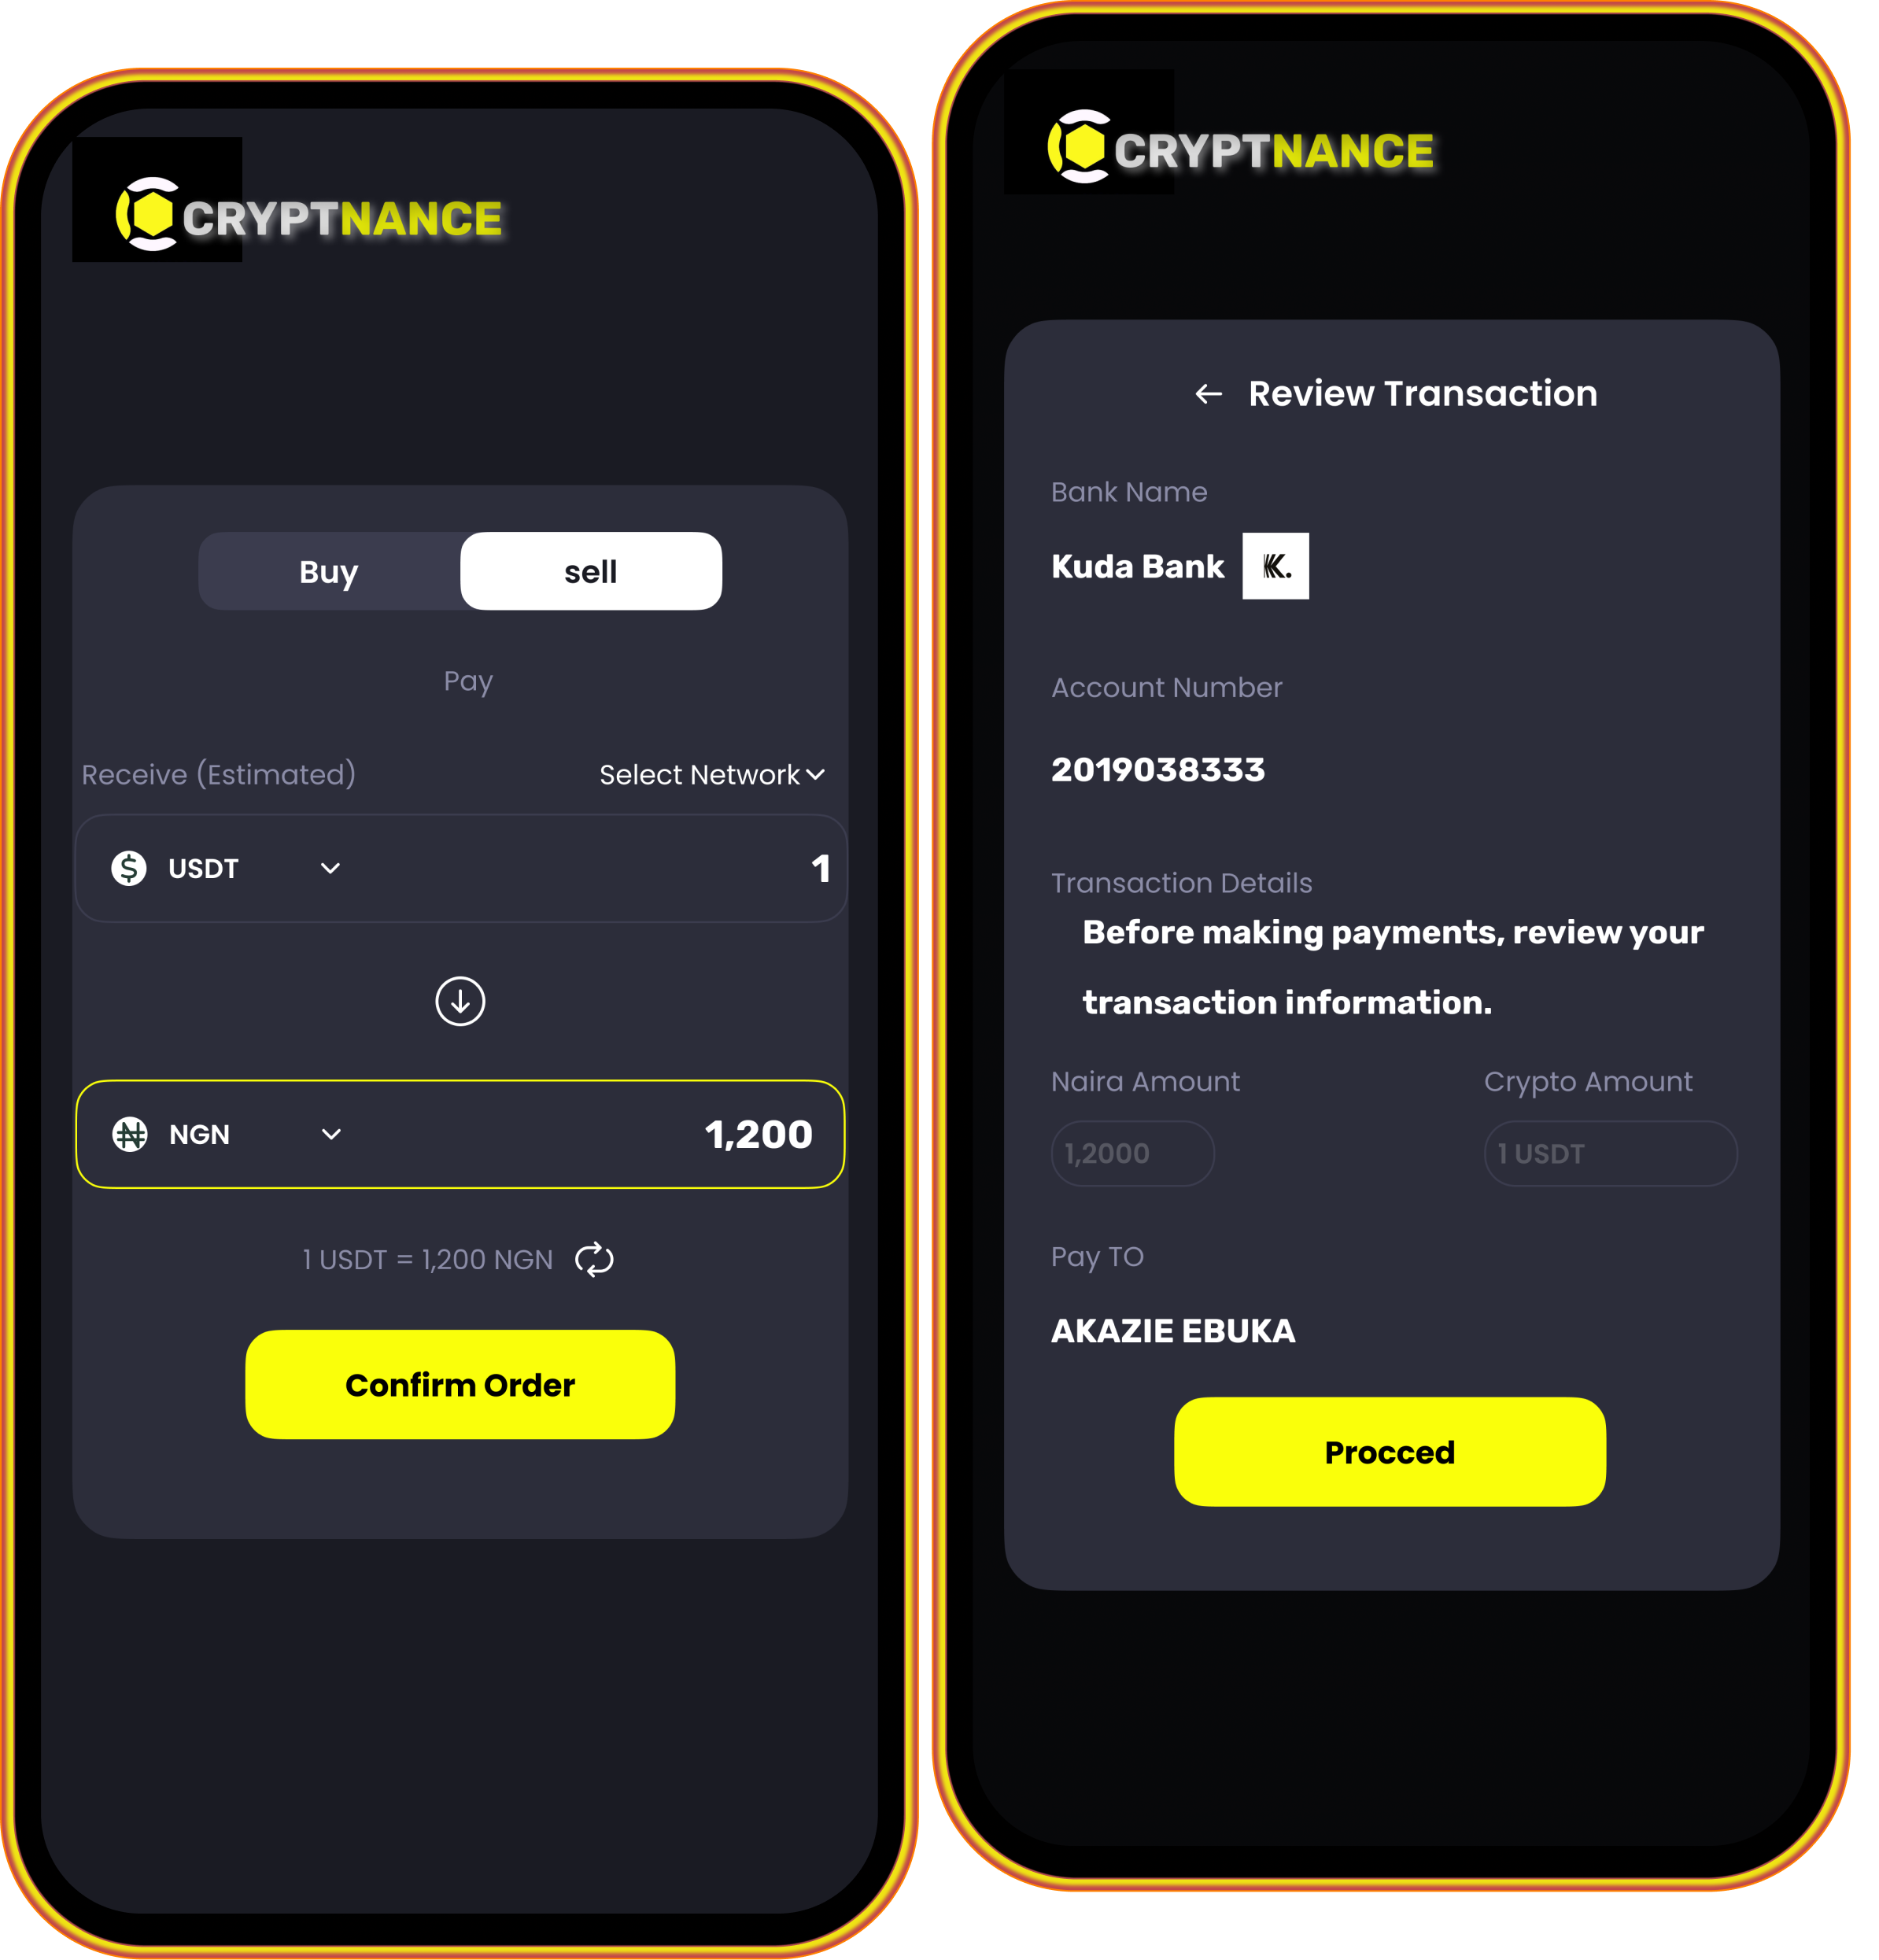 CRYPTNANCE
Buy sell
Pay
Receive (Estimated) Select Network
$ USDT 1
₦ NGN 1,200
1 USDT = 1,200 NGN
Confirm Order
CRYPTNANCE
Review Transaction
Bank Name
Kuda Bank K.
Account Number
2019038333
Transaction Details
Before making payments, review your
transaction information.
Naira Amount Crypto Amount
1,2000 1 USDT
Pay TO
AKAZIE EBUKA
Procced